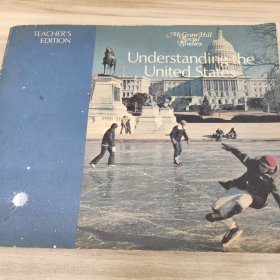 TEACHER'S
EDITION
McGraw-Hill
Social
Studies
Understanding the
United States